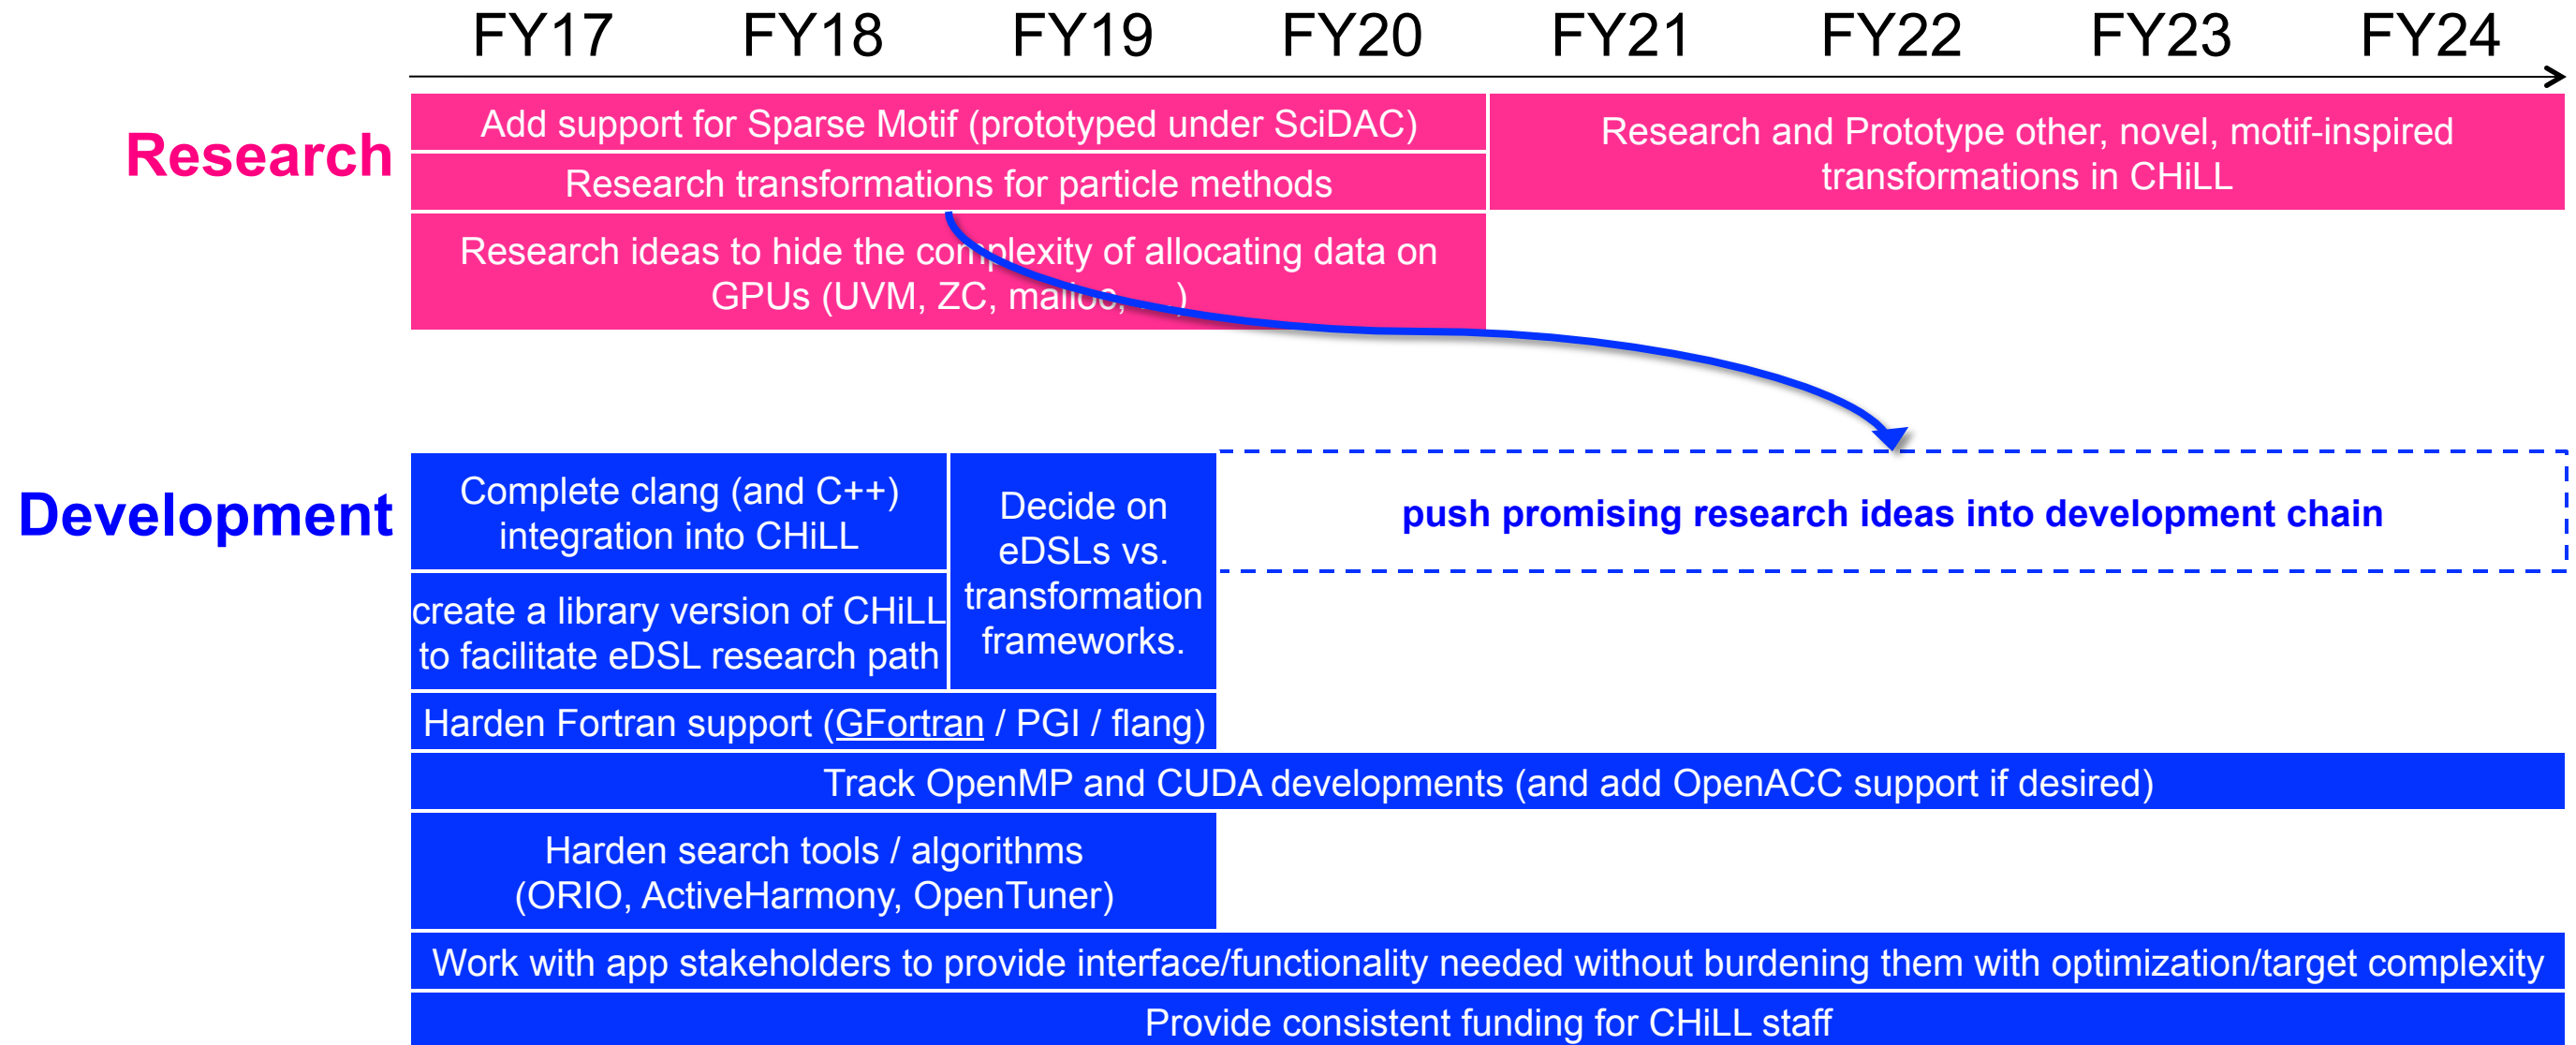 FY17 FY18 FY19 FY20 FY21 FY22 FY23 FY24
Research
Add support for Sparse Motif (prototyped under SciDAC)
Research transformations for particle methods
Research ideas to hide the complexity of allocating data on
GPUs (UVM, ZC, malloc, ...)
Research and Prototype other, novel, motif-inspired
transformations in CHiLL
Development
Complete clang (and C++)
integration into CHiLL
create a library version of CHiLL
to facilitate eDSL research path
Decide on
eDSLs vs.
transformation
frameworks.
push promising research ideas into development chain
Harden Fortran support (GFortran / PGI / flang)
Track OpenMP and CUDA developments (and add OpenACC support if desired)
Harden search tools / algorithms
(ORIO, ActiveHarmony, OpenTuner)
Work with app stakeholders to provide interface/functionality needed without burdening them with optimization/target complexity
Provide consistent funding for CHiLL staff